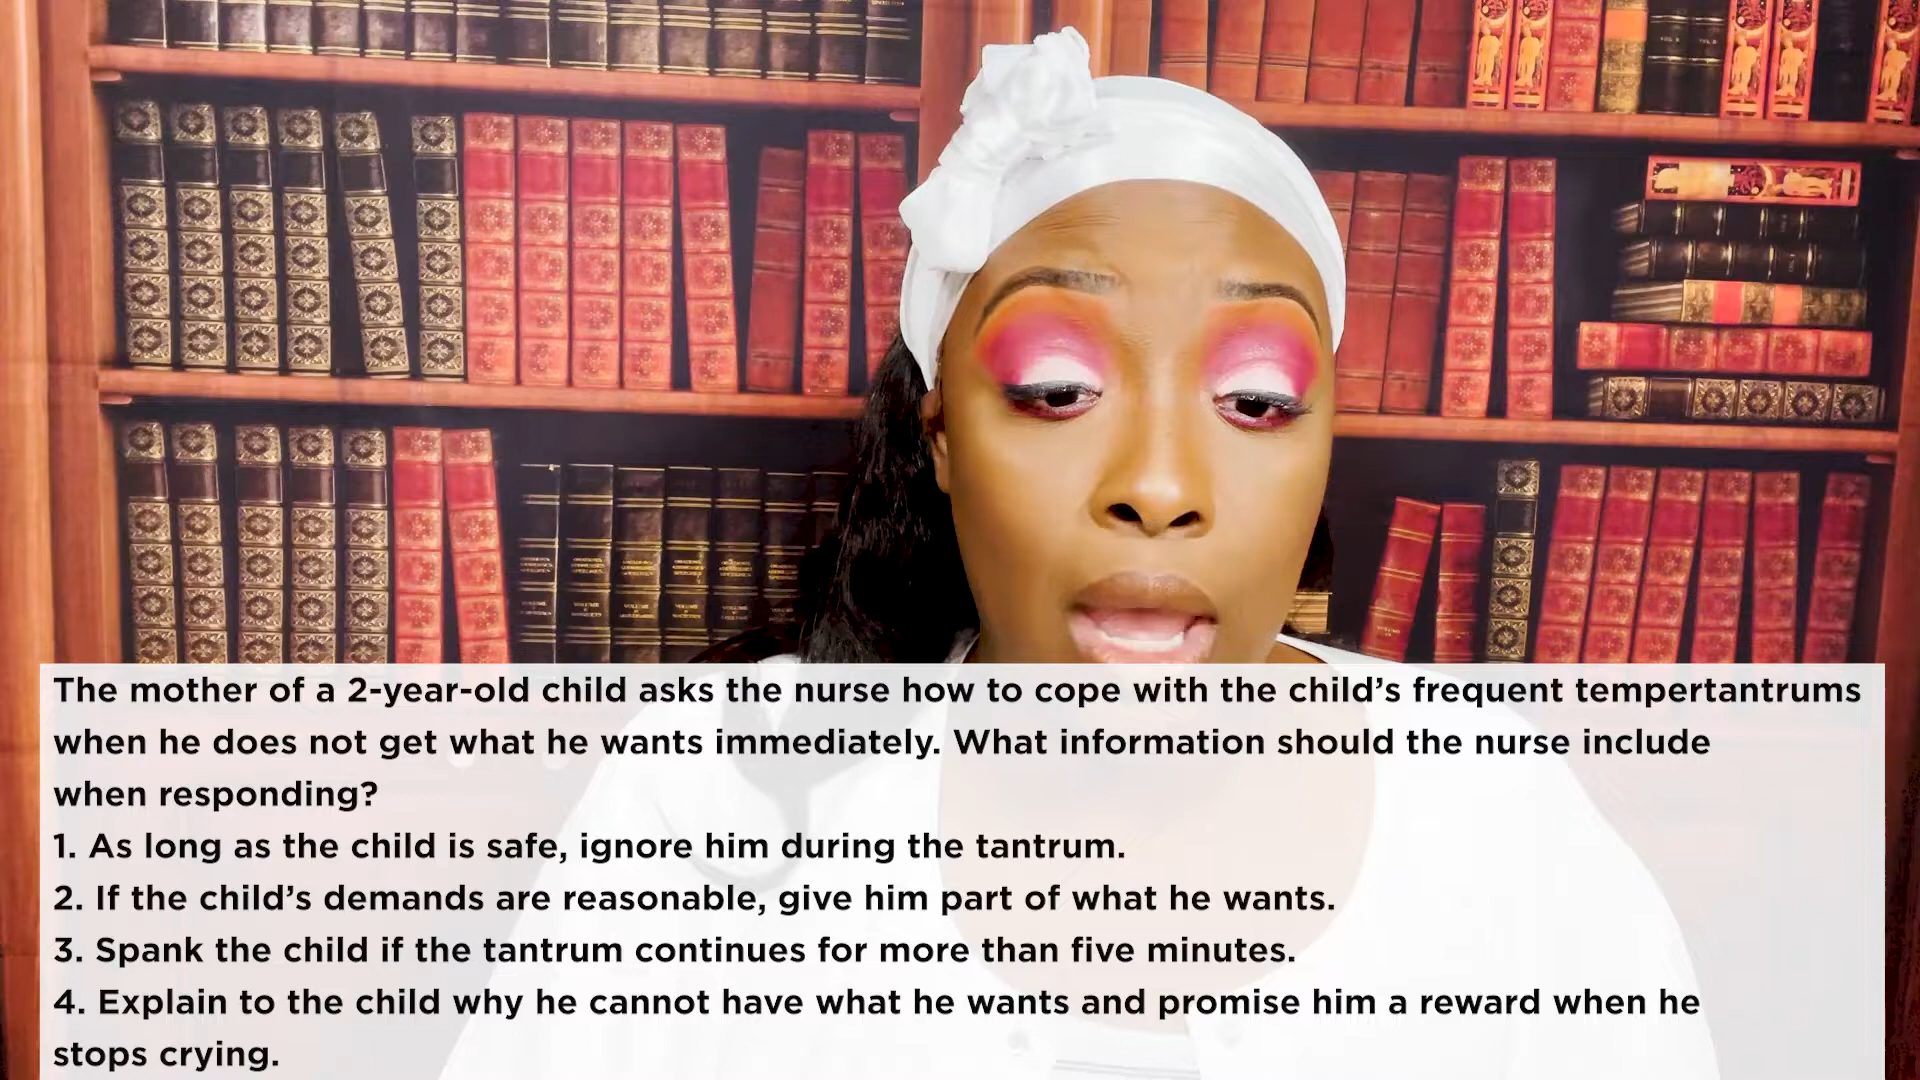 The mother of a 2-year-old child asks the nurse how to cope with the child’s frequent tempertantrums
when he does not get what he wants immediately. What information should the nurse include
when responding?
1. As long as the child is safe, ignore him during the tantrum.
2. If the child’s demands are reasonable, give him part of what he wants.
3. Spank the child if the tantrum continues for more than five minutes.
4. Explain to the child why he cannot have what he wants and promise him a reward when he
stops crying.